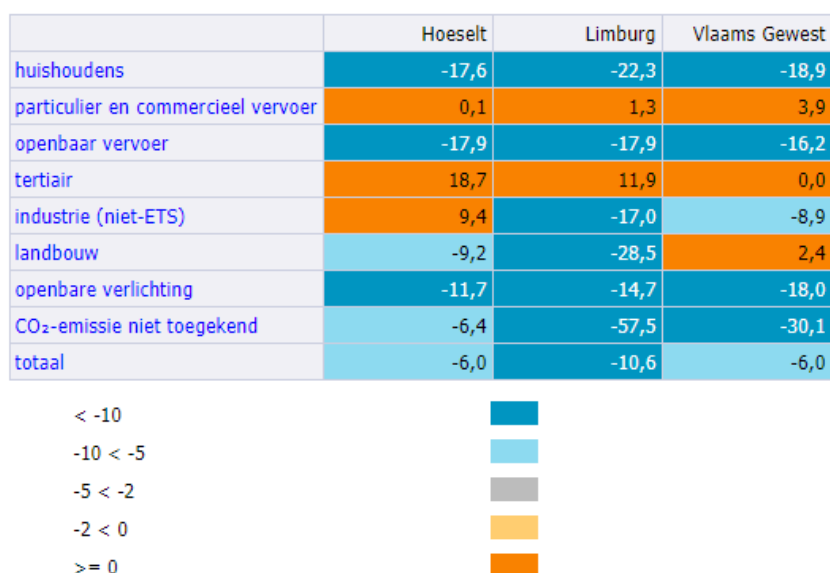 Hoeselt Limburg Vlaams Gewest
huishoudens -17,6 -22,3 -18,9
particulier en commercieel vervoer 0,1 1,3 3,9
openbaar vervoer -17,9 -17,9 -16,2
tertiair 18,7 11,9 0,0
industrie (niet-ETS) 9,4 -17,0 -8,9
landbouw -9,2 -28,5 2,4
openbare verlichting -11,7 -14,7 -18,0
CO₂-emissie niet toegekend -6,4 -57,5 -30,1
totaal -6,0 -10,6 -6,0
< -10
-10 < -5
-5 < -2
-2 < 0
>= 0